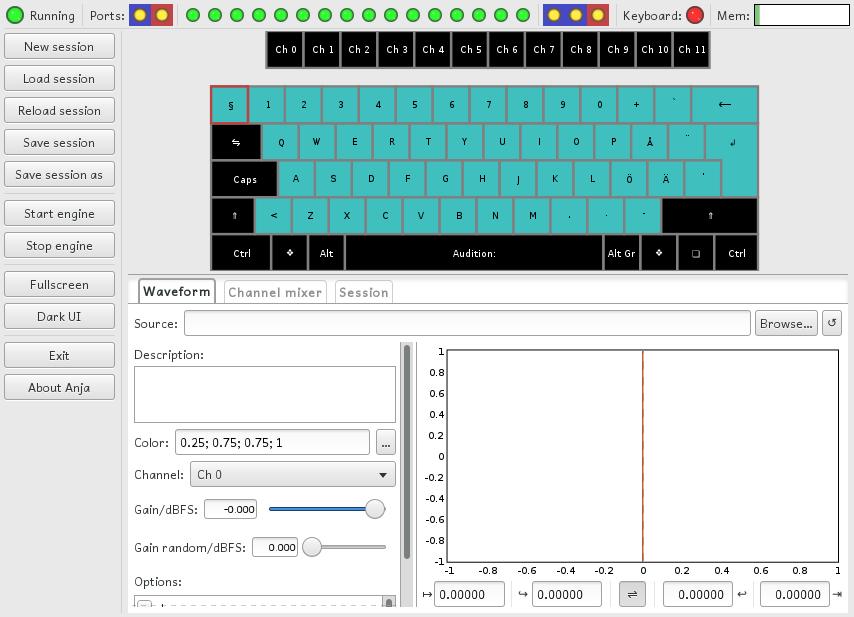 Running Ports: Keyboard: Mem:
New session
Load session
Reload session
Save session
Save session as
Start engine
Stop engine
Fullscreen
Dark UI
Exit
About Anja
Ch 0 Ch 1 Ch 2 Ch 3 Ch 4 Ch 5 Ch 6 Ch 7 Ch 8 Ch 9 Ch 10 Ch 11
§ 1 2 3 4 5 6 7 8 9 0 + ` ←
⇋ Q W E R T Y U I O P Å ¨ ↲
Caps A S D F G H J K L Ö Ä '
⇑ < Z X C V B N M . · - ⇑
Ctrl ❖ Alt Audition: Alt Gr ❖ ❏ Ctrl
Waveform Channel mixer Session
Source: Browse... ↺
Description:
Color: 0.25; 0.75; 0.75; 1 ...
Channel: Ch 0
Gain/dBFS: -0.000
Gain random/dBFS: 0.000
Options:
1
0.8
0.6
0.4
0.2
0
-0.2
-0.4
-0.6
-0.8
-1
-1 -0.8 -0.6 -0.4 -0.2 0 0.2 0.4 0.6 0.8 1
↦ 0.00000 ↪ 0.00000 ⇌ 0.00000 ↩ 0.00000 ⇥